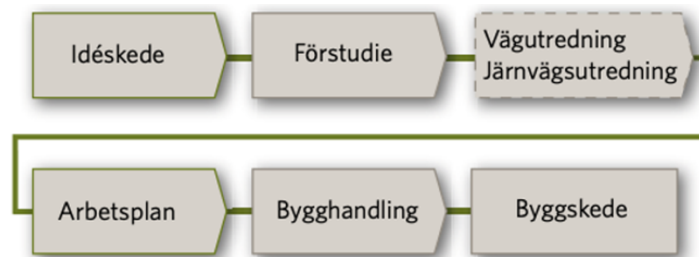 Idéskede
Förstudie
Vägutredning
Järnvägsutredning
Arbetsplan
Bygghandling
Byggskede